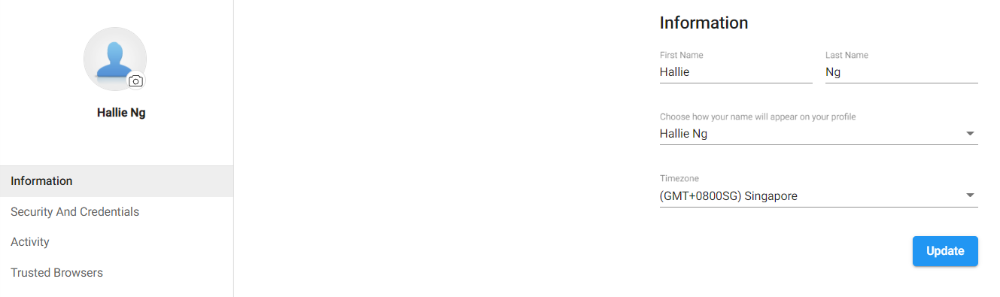 Hallie Ng
Information
Security And Credentials
Activity
Trusted Browsers
Information
First Name
Hallie
Last Name
Ng
Choose how your name will appear on your profile
Hallie Ng
Timezone
(GMT+0800SG) Singapore
Update